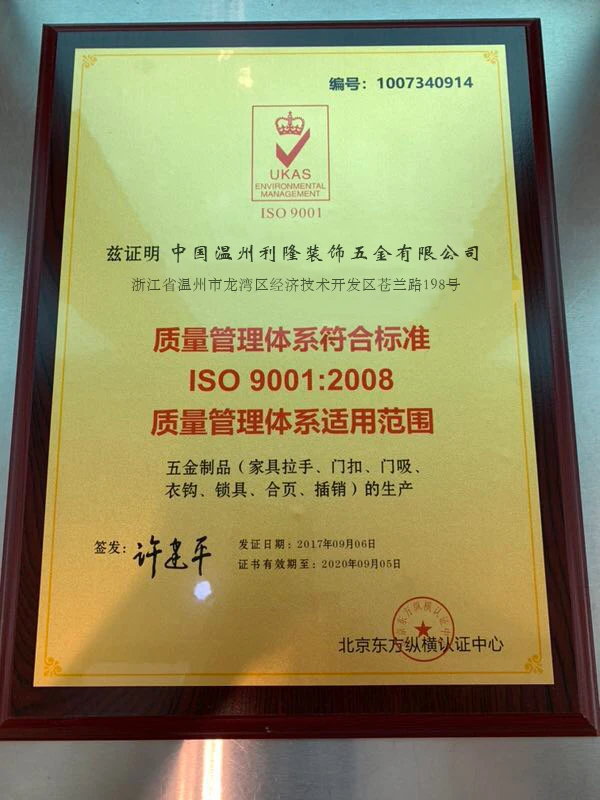 编号：1007340914
UKAS
ENVIRONMENTAL
MANAGEMENT
ISO 9001
兹证明 中国温州利隆装饰五金有限公司
浙江省温州市龙湾区经济技术开发区苍兰路198号
质量管理体系符合标准
ISO 9001:2008
质量管理体系适用范围
五金制品（家具拉手、门扣、门吸、
衣钩、锁具、合页、插销）的生产
签发：许建平
发证日期：2017年09月06日
证书有效期至：2020年09月05日
北京东方纵横认证中心